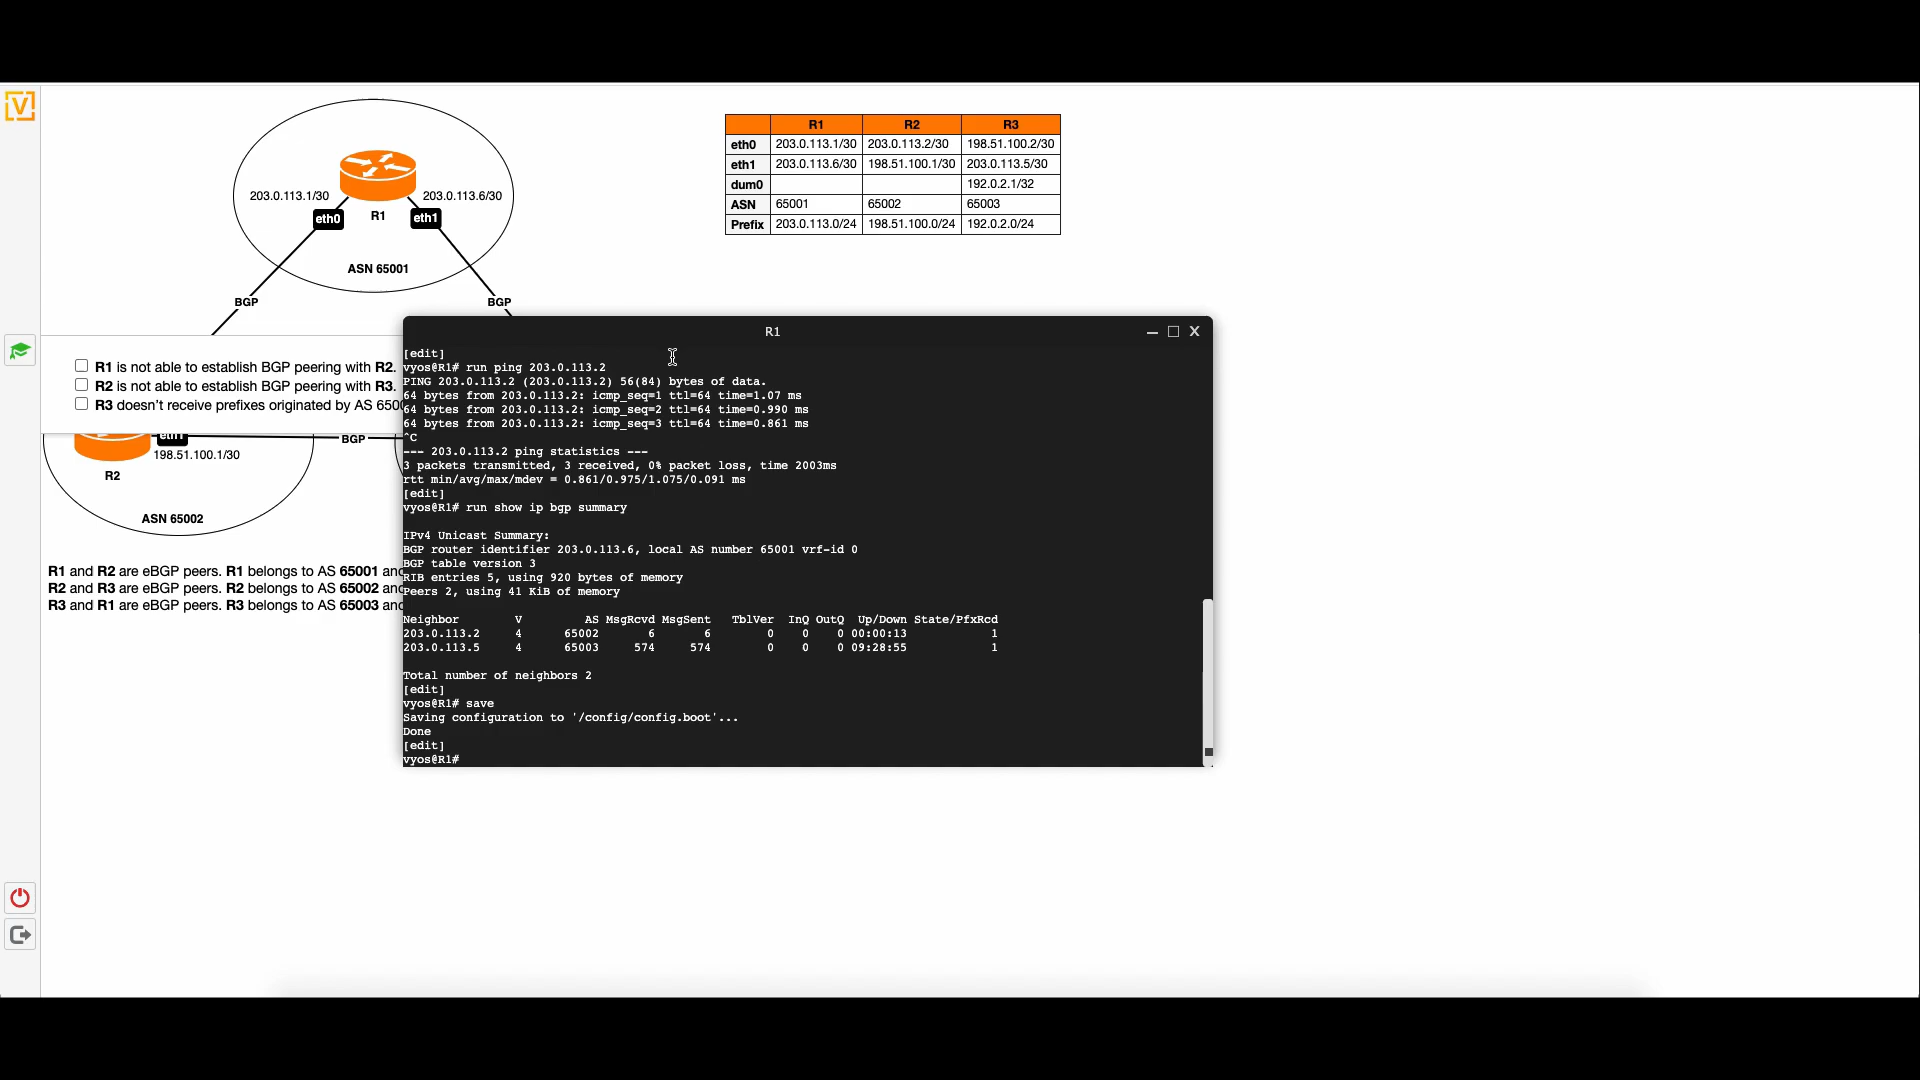 V
R1 R2 R3
eth0 203.0.113.1/30 203.0.113.2/30 198.51.100.2/30
eth1 203.0.113.6/30 198.51.100.1/30 203.0.113.5/30
dum0 192.0.2.1/32
ASN 65001 65002 65003
Prefix 203.0.113.0/24 198.51.100.0/24 192.0.2.0/24
203.0.113.1/30 203.0.113.6/30
eth0 R1 eth1
ASN 65001
BGP BGP
R1 is not able to establish BGP peering with R2.
R2 is not able to establish BGP peering with R3.
R3 doesn't receive prefixes originated by AS 6500
eth1
BGP
198.51.100.1/30
R2
ASN 65002
R1 and R2 are eBGP peers. R1 belongs to AS 65001 and
R2 and R3 are eBGP peers. R2 belongs to AS 65002 and
R3 and R1 are eBGP peers. R3 belongs to AS 65003 and
R1
[edit]
vyos@R1# run ping 203.0.113.2
PING 203.0.113.2 (203.0.113.2) 56(84) bytes of data.
64 bytes from 203.0.113.2: icmp_seq=1 ttl=64 time=1.07 ms
64 bytes from 203.0.113.2: icmp_seq=2 ttl=64 time=0.990 ms
64 bytes from 203.0.113.2: icmp_seq=3 ttl=64 time=0.861 ms
^C
--- 203.0.113.2 ping statistics ---
3 packets transmitted, 3 received, 0% packet loss, time 2003ms
rtt min/avg/max/mdev = 0.861/0.975/1.075/0.091 ms
[edit]
vyos@R1# run show ip bgp summary
IPv4 Unicast Summary:
BGP router identifier 203.0.113.6, local AS number 65001 vrf-id 0
BGP table version 3
RIB entries 5, using 920 bytes of memory
Peers 2, using 41 KiB of memory
Neighbor V AS MsgRcvd MsgSent TblVer InQ OutQ Up/Down State/PfxRcd
203.0.113.2 4 65002 6 6 0 0 0 00:00:13 1
203.0.113.5 4 65003 574 574 0 0 0 09:28:55 1
Total number of neighbors 2
[edit]
vyos@R1# save
Saving configuration to '/config/config.boot'...
Done
[edit]
vyos@R1#